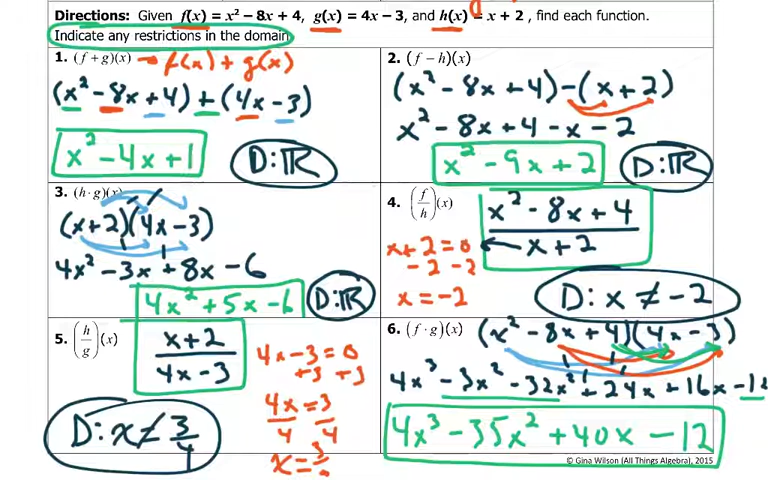 Directions: Given f(x) = x² − 8x + 4, g(x) = 4x − 3, and h(x) = x + 2 , find each function.
Indicate any restrictions in the domain
1. (f + g)(x) → f(x) + g(x)
(x² - 8x + 4) + (4x - 3)
x² - 4x + 1
D: ℝ
2. (f − h)(x)
(x² - 8x + 4) - (x + 2)
x² - 8x + 4 - x - 2
x² - 9x + 2
D: ℝ
3. (h · g)(x)
(x + 2)(4x - 3)
4x² - 3x + 8x - 6
4x² + 5x - 6
D: ℝ
4. (f/h)(x)
x² - 8x + 4
x + 2
x + 2 = 0
- 2 - 2
x = -2
D: x ≠ -2
5. (h/g)(x)
x + 2
4x - 3
4x - 3 = 0
+3 +3
4x = 3
4 4
x = 3
D: x ≠ 3/4
6. (f · g)(x)
(x² - 8x + 4)(4x - 3)
4x³ - 3x² - 32x² + 24x + 16x - 12
4x³ - 35x² + 40x - 12
© Gina Wilson (All Things Algebra), 2015